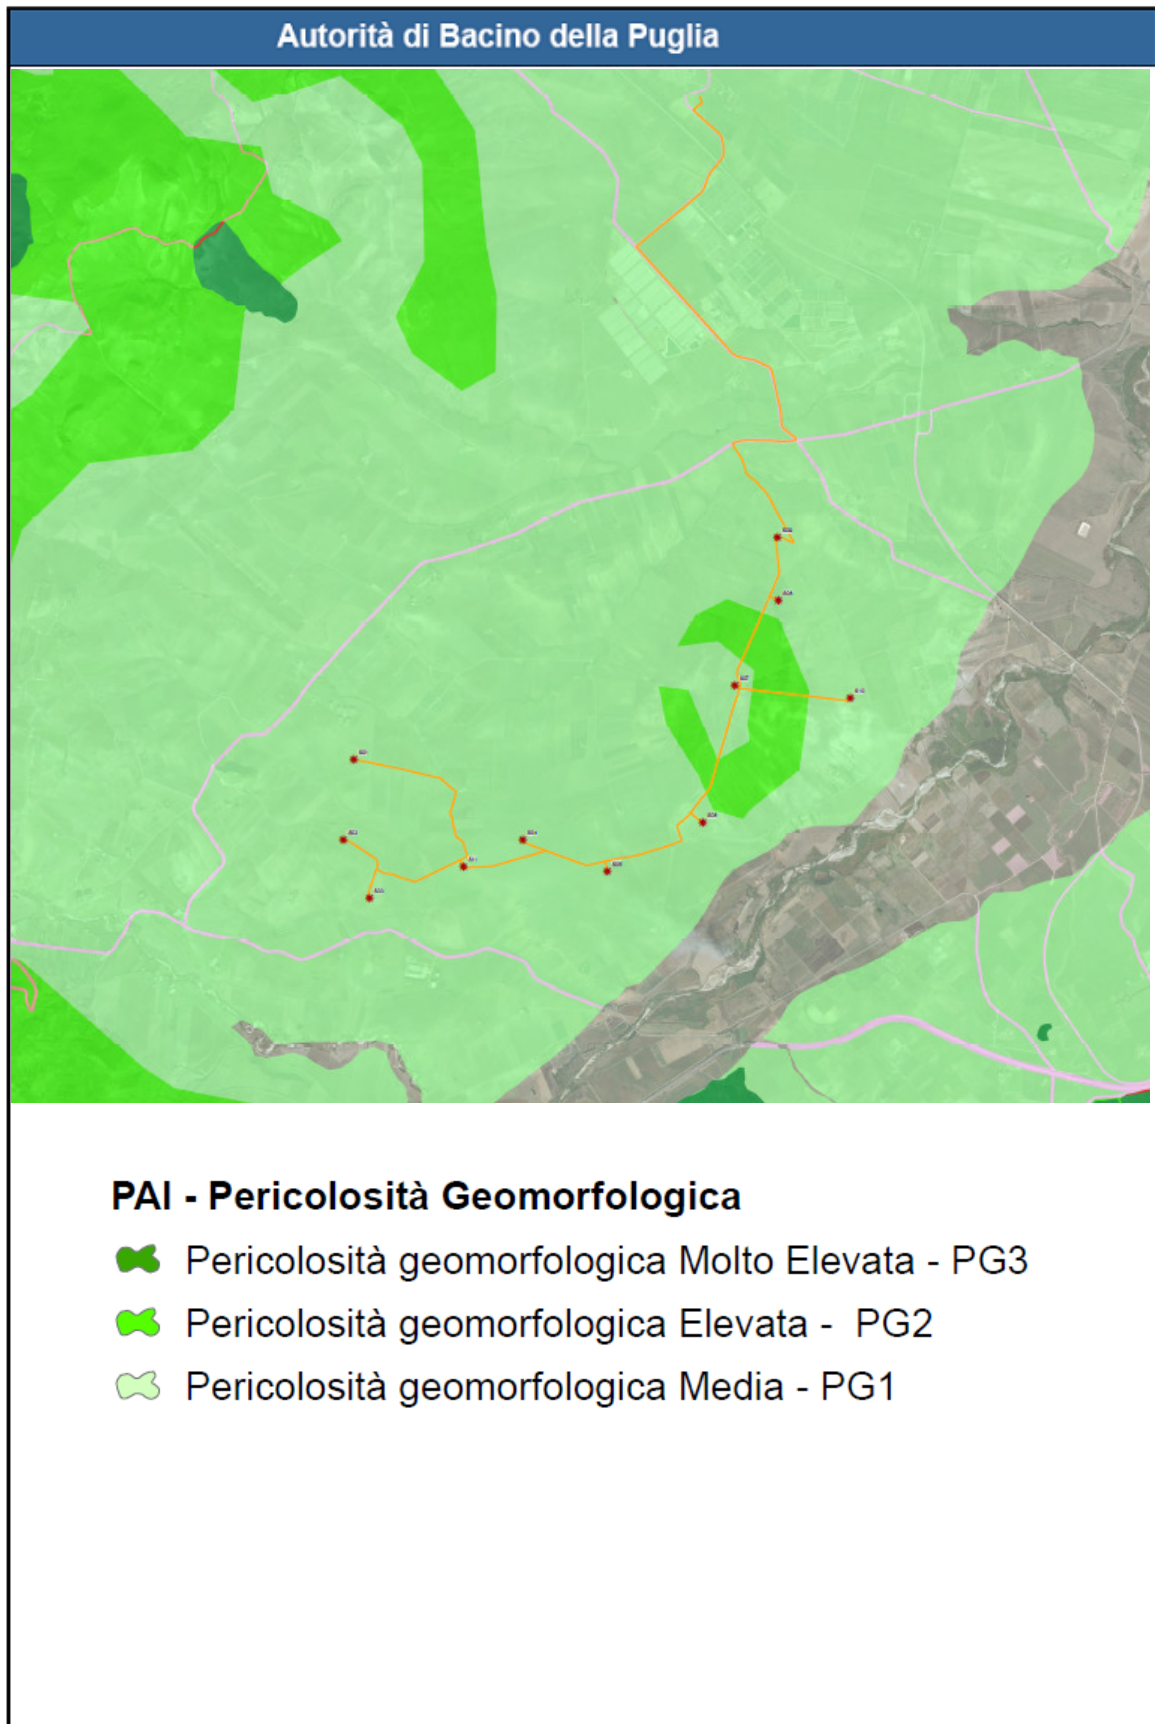 Autorità di Bacino della Puglia
PAI - Pericolosità Geomorfologica
Pericolosità geomorfologica Molto Elevata - PG3
Pericolosità geomorfologica Elevata - PG2
Pericolosità geomorfologica Media - PG1